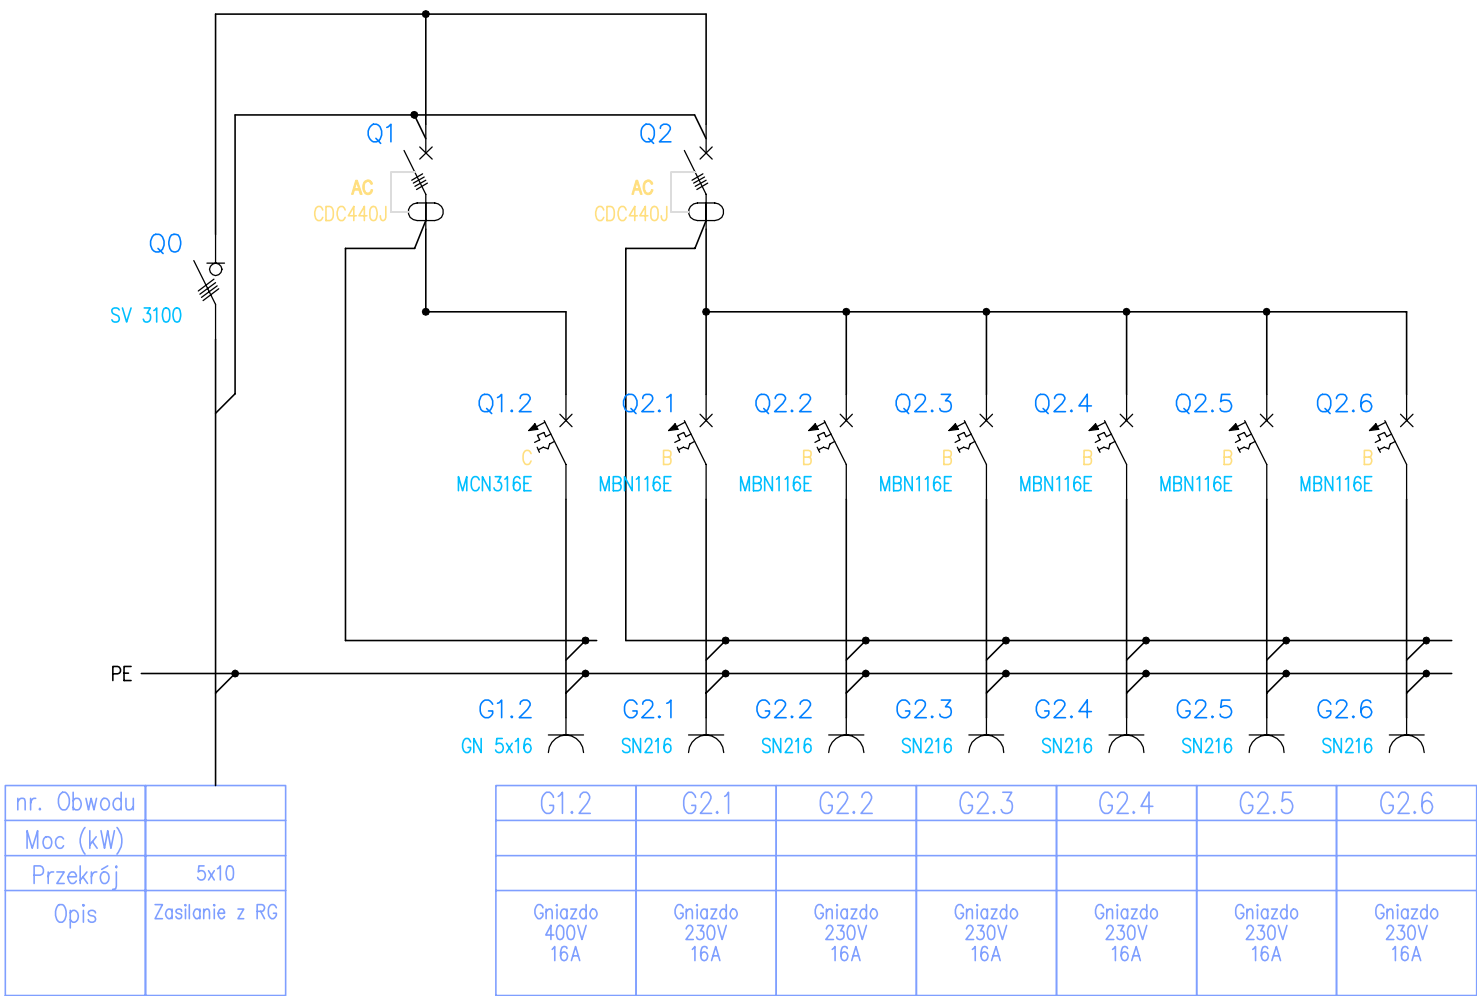 Q1
Q2
AC
AC
CDC440J
CDC440J
Q0
SV 3100
Q1.2
Q2.1
Q2.2
Q2.3
Q2.4
Q2.5
Q2.6
C
B
B
B
B
B
B
MCN316E
MBN116E
MBN116E
MBN116E
MBN116E
MBN116E
MBN116E
PE
G1.2
G2.1
G2.2
G2.3
G2.4
G2.5
G2.6
GN 5x16
SN216
SN216
SN216
SN216
SN216
SN216
nr. Obwodu
G1.2
G2.1
G2.2
G2.3
G2.4
G2.5
G2.6
Moc (kW)
Przekrój
5x10
Opis
Zasilanie z RG
Gniazdo
400V
16A
Gniazdo
230V
16A
Gniazdo
230V
16A
Gniazdo
230V
16A
Gniazdo
230V
16A
Gniazdo
230V
16A
Gniazdo
230V
16A